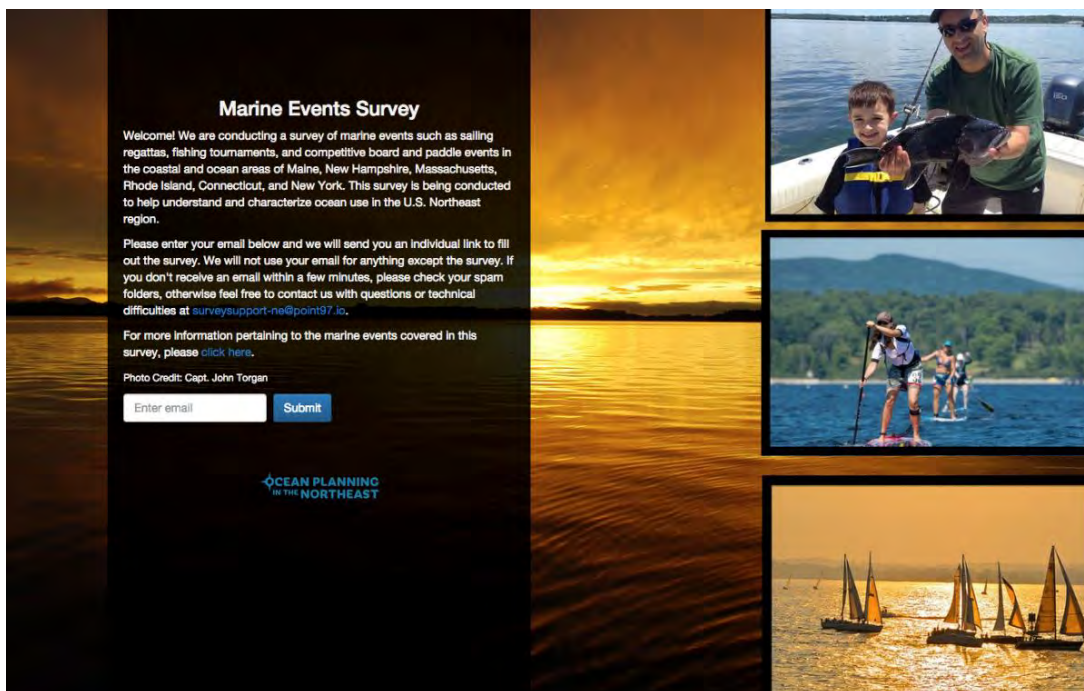 Marine Events Survey
Welcome! We are conducting a survey of marine events such as sailing
regattas, fishing tournaments, and competitive board and paddle events in
the coastal and ocean areas of Maine, New Hampshire, Massachusetts,
Rhode Island, Connecticut, and New York. This survey is being conducted
to help understand and characterize ocean use in the U.S. Northeast
region.
Please enter your email below and we will send you an individual link to fill
out the survey. We will not use your email for anything except the survey. If
you don't receive an email within a few minutes, please check your spam
folders, otherwise feel free to contact us with questions or technical
difficulties at surveysupport-ne@point97.io.
For more information pertaining to the marine events covered in this
survey, please click here.
Photo Credit: Capt. John Torgan
Enter email
Submit
OCEAN PLANNING
IN THE NORTHEAST